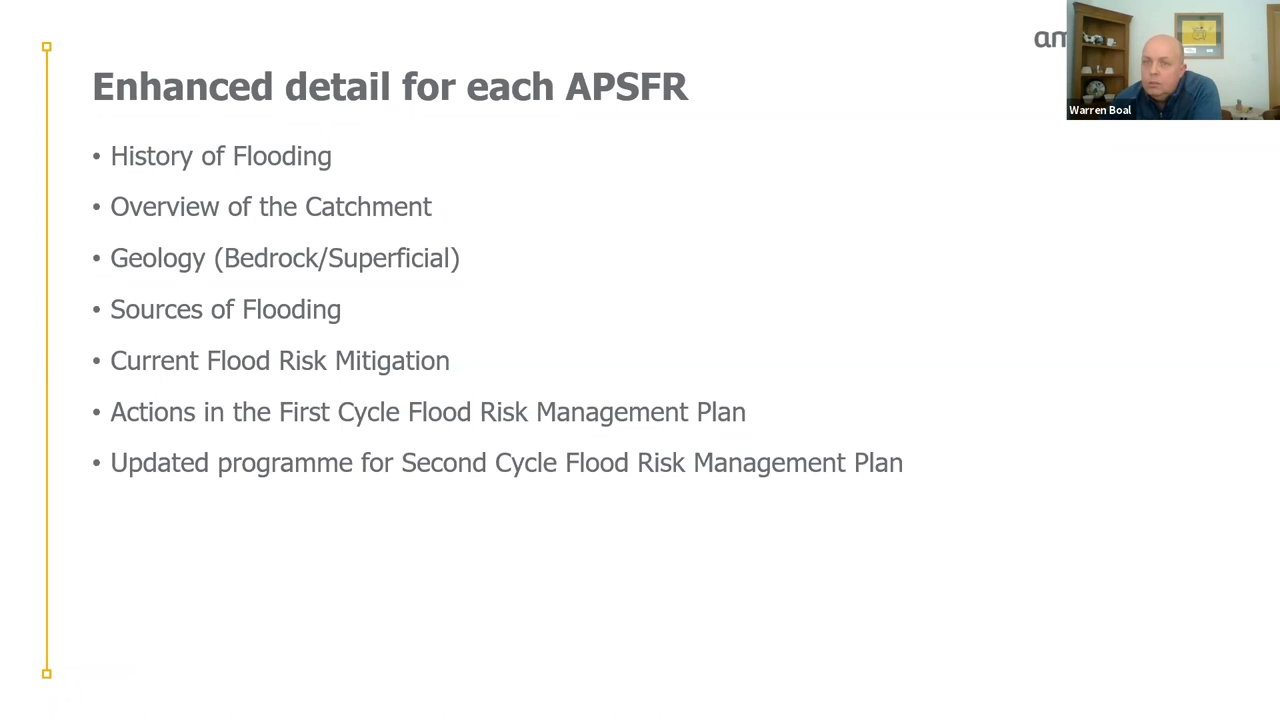 Enhanced detail for each APSFR
• History of Flooding
• Overview of the Catchment
• Geology (Bedrock/Superficial)
• Sources of Flooding
• Current Flood Risk Mitigation
• Actions in the First Cycle Flood Risk Management Plan
• Updated programme for Second Cycle Flood Risk Management Plan
Warren Boal